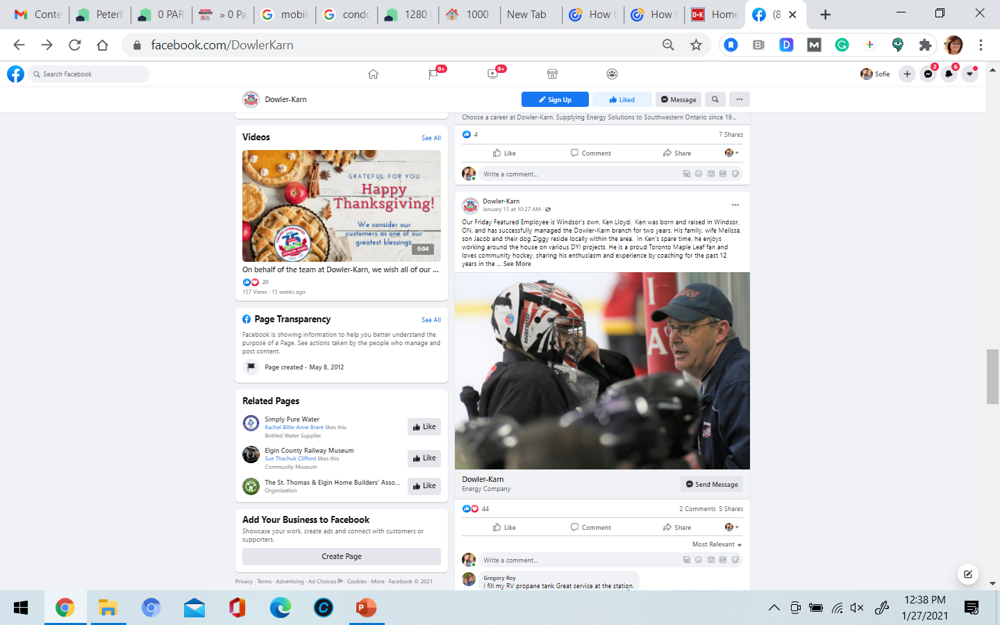 Conte
Peterb
0 PAR
» 0 Pa
mobil
condo
1280
1000
New Tab
How t
How t
Home
(8
facebook.com/DowlerKarn
Search Facebook
9+
9+
Sofie
2
6
Dowler-Karn
Sign Up
Liked
Message
Videos
See All
GRATEFUL FOR YOU
Happy
Thanksgiving!
We consider our
customers as one of our
greatest blessings.
0:04
On behalf of the team at Dowler-Karn, we wish all of our ...
20
157 Views · 15 weeks ago
Page Transparency
See All
Facebook is showing information to help you better understand the
purpose of a Page. See actions taken by the people who manage and
post content.
Page created - May 8, 2012
Related Pages
Simply Pure Water
Rachel Billie Anne Brant likes this
Bottled Water Supplier
Like
Elgin County Railway Museum
Sue Thachuk Clifford likes this
Community Museum
Like
The St. Thomas & Elgin Home Builders' Asso...
Organization
Like
Add Your Business to Facebook
Showcase your work, create ads and connect with customers or
supporters.
Create Page
Privacy · Terms · Advertising · Ad Choices · Cookies · More · Facebook © 2021
Choose a career at Dowler-Karn. Supplying Energy Solutions to Southwestern Ontario since 19...
4
7 Shares
Like Comment Share
Write a comment...
Dowler-Karn
January 15 at 10:27 AM ·
Our Friday Featured Employee is Windsor's own, Ken Lloyd. Ken was born and raised in Windsor,
ON, and has successfully managed the Dowler-Karn branch for two years. His family, wife Melissa,
son Jacob and their dog Ziggy reside locally within the area. In Ken's spare time, he enjoys
working around the house on various DYI projects. He is a proud Toronto Maple Leaf fan and
loves community hockey, sharing his enthusiasm and experience by coaching for the past 12
years in the ... See More
BAUER
I
I A
Dowler-Karn
Energy Company
Send Message
44
2 Comments 5 Shares
Like Comment Share
Most Relevant
Write a comment...
Gregory Roy
I fill my RV propane tank Great service at the station.
12:38 PM
1/27/2021